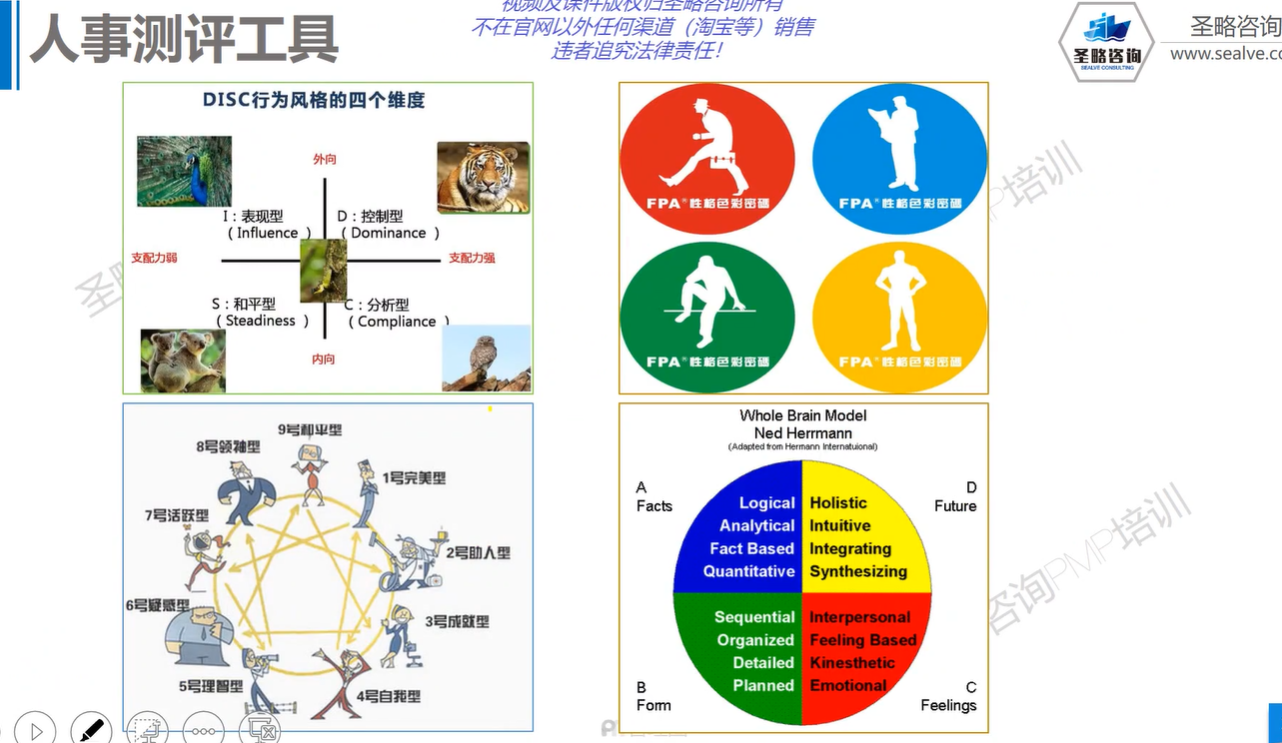 人事测评工具
视频及课件版权归圣略咨询所有
不在官网以外任何渠道（淘宝等）销售
违者追究法律责任！
圣略咨询
SEALVE CONSULTING
圣略咨询
www.sealve.co
DISC行为风格的四个维度
外向
I：表现型
（Influence ）
D：控制型
（Dominance ）
支配力弱
支配力强
S：和平型
（Steadiness ）
C：分析型
（Compliance ）
内向
FPA®性格色彩密码
FPA®性格色彩密码
FPA®性格色彩密码
FPA®性格色彩密码
9号和平型
8号领袖型
1号完美型
7号活跃型
2号助人型
6号疑惑型
3号成就型
5号理智型
4号自我型
Whole Brain Model
Ned Herrmann
(Adapted from Hermann Internatuional)
A
Facts
D
Future
Logical
Analytical
Fact Based
Quantitative
Holistic
Intuitive
Integrating
Synthesizing
Sequential
Organized
Detailed
Planned
Interpersonal
Feeling Based
Kinesthetic
Emotional
B
Form
C
Feelings
圣
MP培训
咨询PMP培训